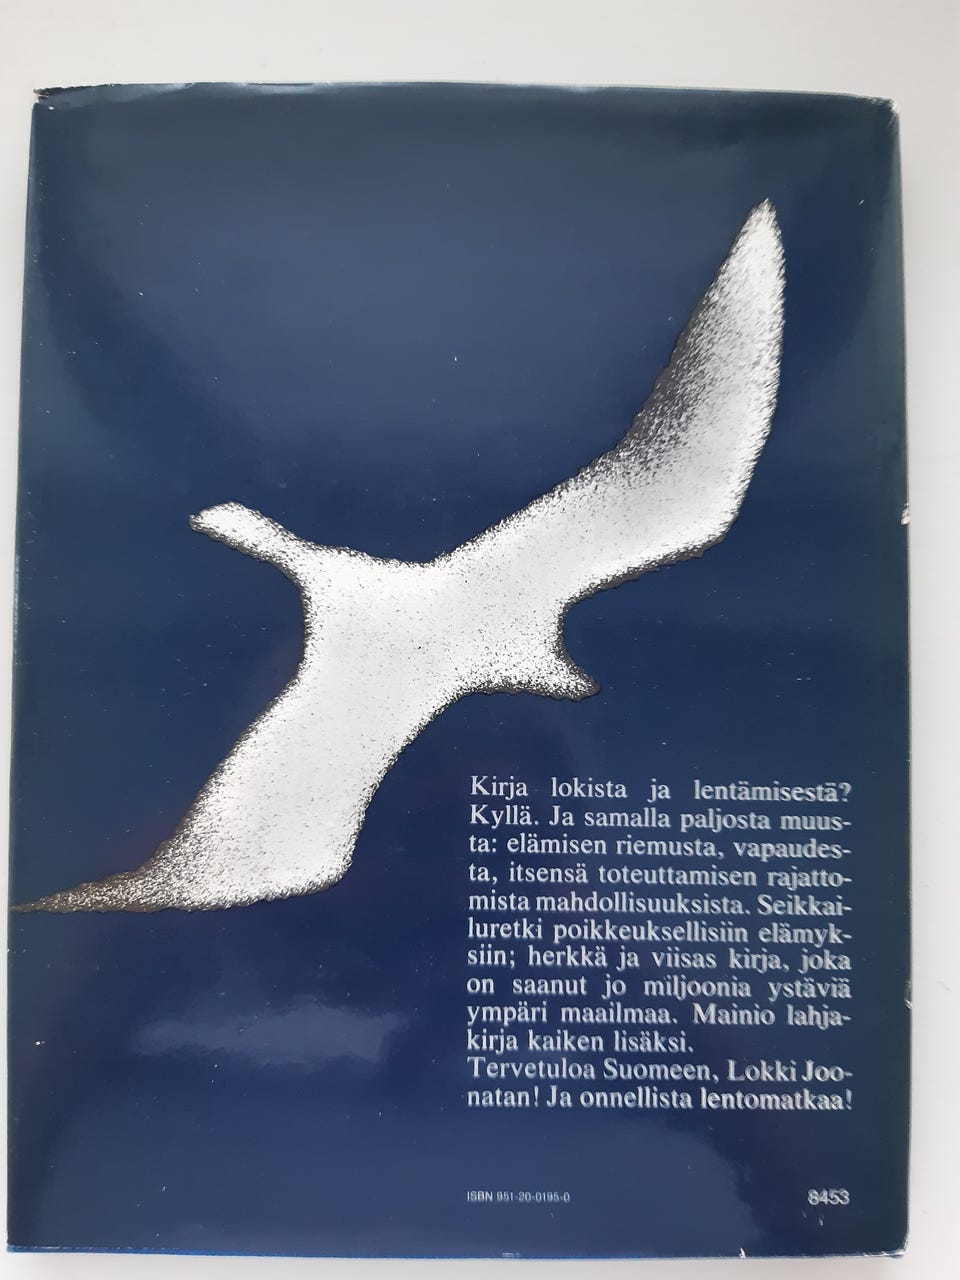 Kirja lokista ja lentämisestä?
Kyllä. Ja samalla paljosta muus-
ta: elämisen riemusta, vapaudes-
ta, itsensä toteuttamisen rajatto-
mista mahdollisuuksista. Seikkai-
luretki poikkeuksellisiin elämyk-
siin; herkkä ja viisas kirja, joka
on saanut jo miljoonia ystäviä
ympäri maailmaa. Mainio lahja-
kirja kaiken lisäksi.
Tervetuloa Suomeen, Lokki Joo-
natan! Ja onnellista lentomatkaa!
ISBN 951-20-0195-0
8453